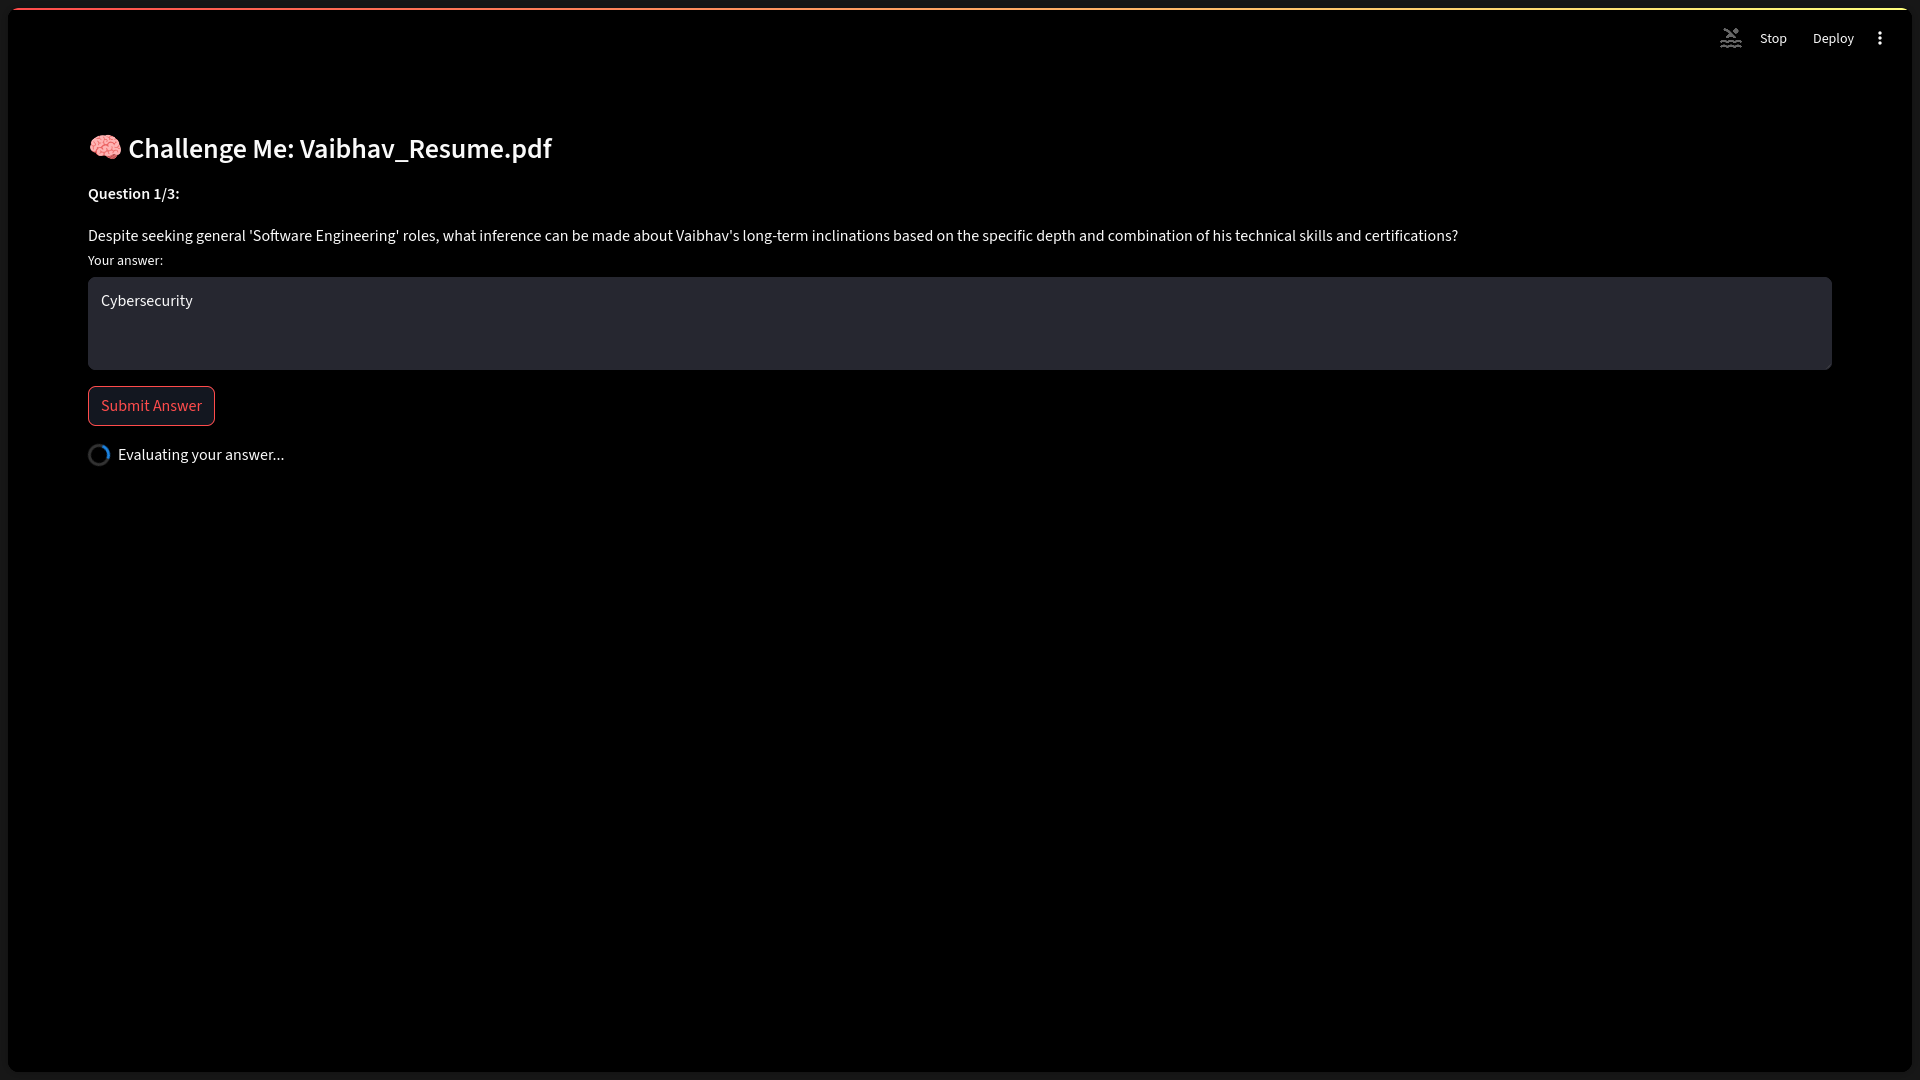 Stop
Deploy
🧠 Challenge Me: Vaibhav_Resume.pdf
Question 1/3:
Despite seeking general 'Software Engineering' roles, what inference can be made about Vaibhav's long-term inclinations based on the specific depth and combination of his technical skills and certifications?
Your answer:
Cybersecurity
Submit Answer
Evaluating your answer...